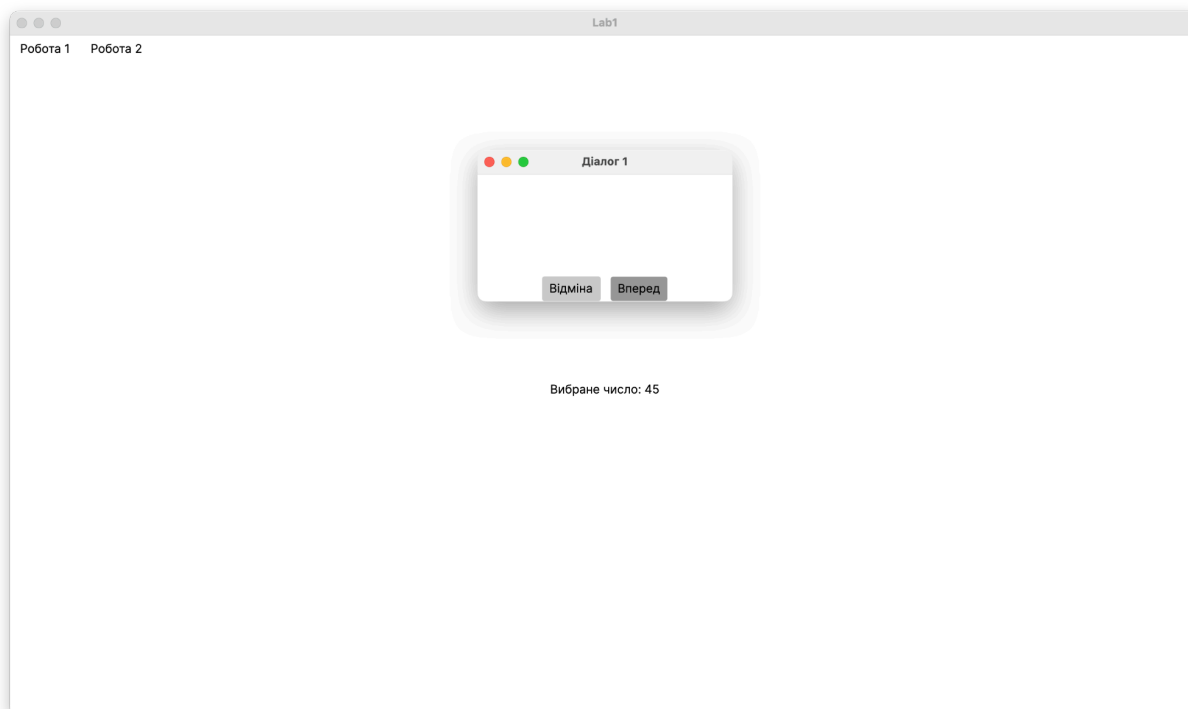 Lab1
Робота 1 Робота 2
Діалог 1
Відміна Вперед
Вибране число: 45